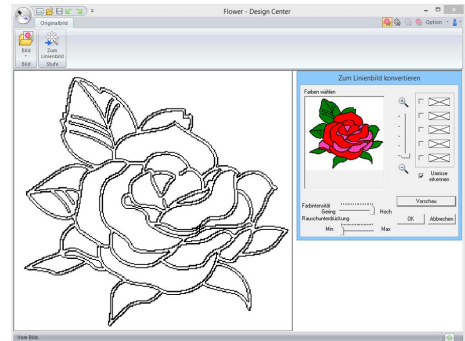 Flower - Design Center
Originalbild
Option
Bild
Zum
Linienbild
Bild
Stufe
Zum Linienbild konvertieren
Farben wählen
Umrisse
erkennen
Farbintensität
Gering
Hoch
Vorschau
Rauschunterdrückung
Min
Max
OK
Abbrechen
Vom Bild.